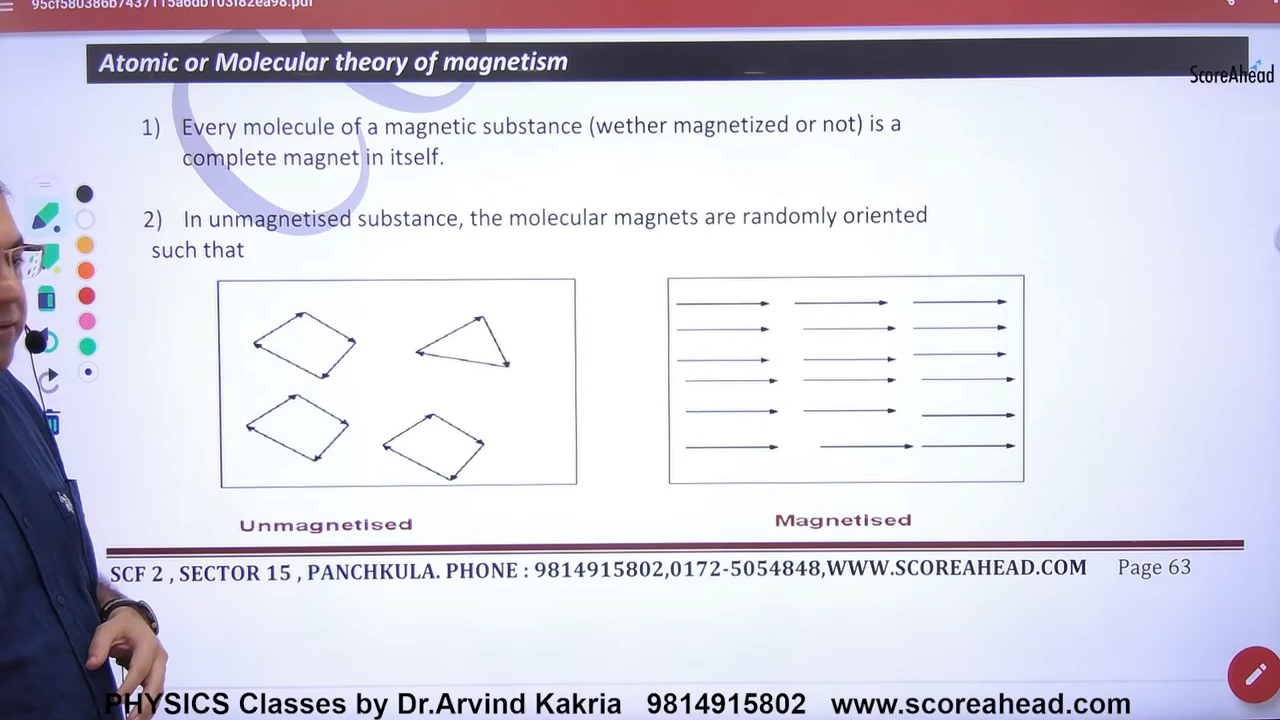 95cf580386b7437115a6db103f82ea98.pdf
Atomic or Molecular theory of magnetism
ScoreAhead
1) Every molecule of a magnetic substance (wether magnetized or not) is a
complete magnet in itself.
2) In unmagnetised substance, the molecular magnets are randomly oriented
such that
Unmagnetised
Magnetised
SCF 2 , SECTOR 15 , PANCHKULA. PHONE : 9814915802,0172-5054848,WWW.SCOREAHEAD.COM Page 63
PHYSICS Classes by Dr.Arvind Kakria 9814915802 www.scoreahead.com